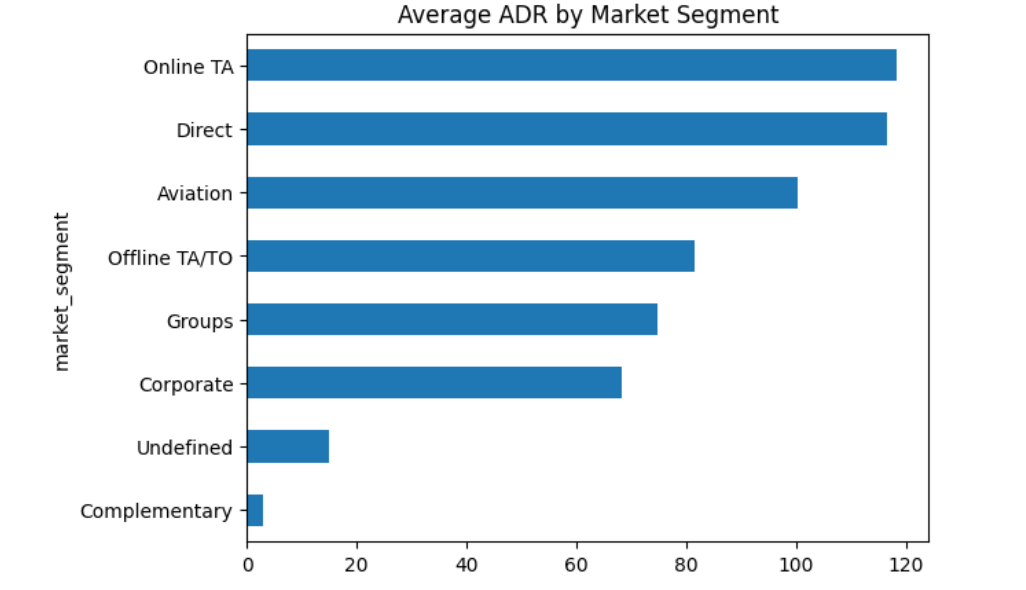 Average ADR by Market Segment
market_segment
Online TA
Direct
Aviation
Offline TA/TO
Groups
Corporate
Undefined
Complementary
0 20 40 60 80 100 120